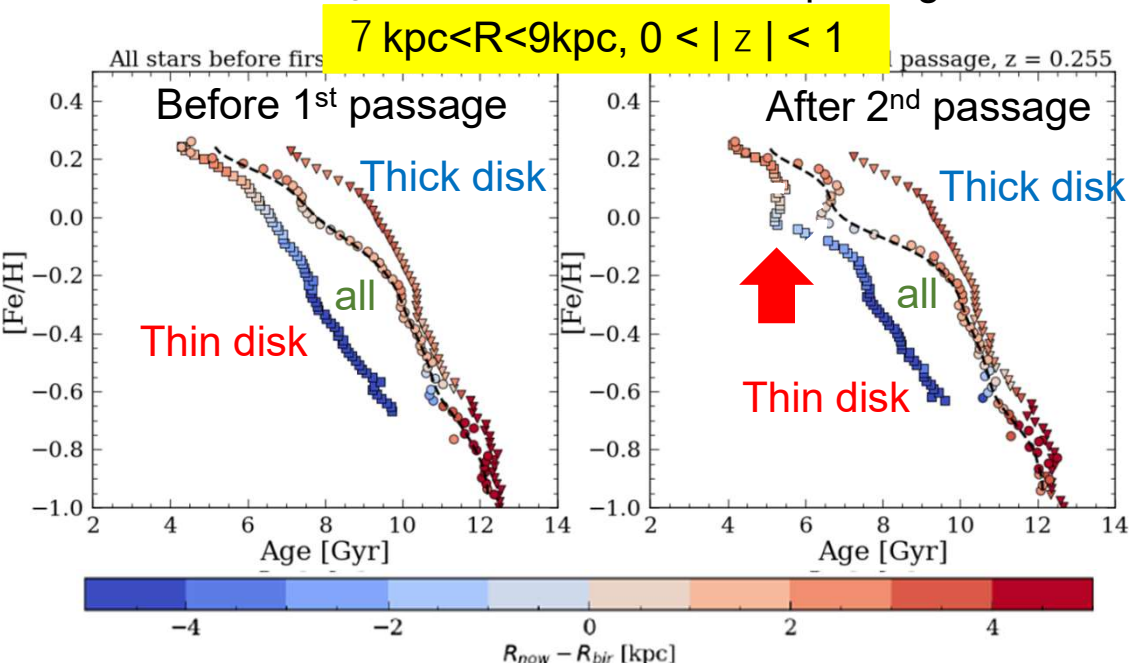 7 kpc<R<9kpc, 0 < | z | < 1
All stars before firs
l passage, z = 0.255
Before 1st passage
After 2nd passage
Thick disk
Thick disk
all
all
Thin disk
Thin disk
[Fe/H]
0.4
0.2
0.0
−0.2
−0.4
−0.6
−0.8
−1.0
2 4 6 8 10 12 14
Age [Gyr]
[Fe/H]
0.4
0.2
0.0
−0.2
−0.4
−0.6
−0.8
−1.0
2 4 6 8 10 12 14
Age [Gyr]
−4 −2 0 2 4
Rnow − Rbir [kpc]